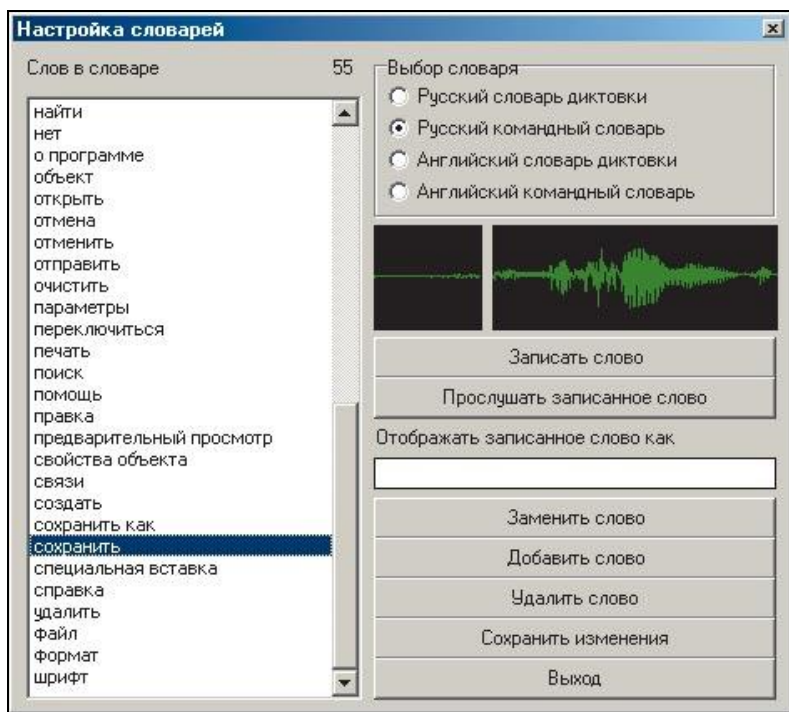 Настройка словарей
Слов в словаре 55
найти
нет
о программе
объект
открыть
отмена
отменить
отправить
очистить
параметры
переключиться
печать
поиск
помощь
правка
предварительный просмотр
свойства объекта
связи
создать
сохранить как
сохранить
специальная вставка
справка
удалить
файл
формат
шрифт
Выбор словаря
Русский словарь диктовки
Русский командный словарь
Английский словарь диктовки
Английский командный словарь
Записать слово
Прослушать записанное слово
Отображать записанное слово как
Заменить слово
Добавить слово
Удалить слово
Сохранить изменения
Выход